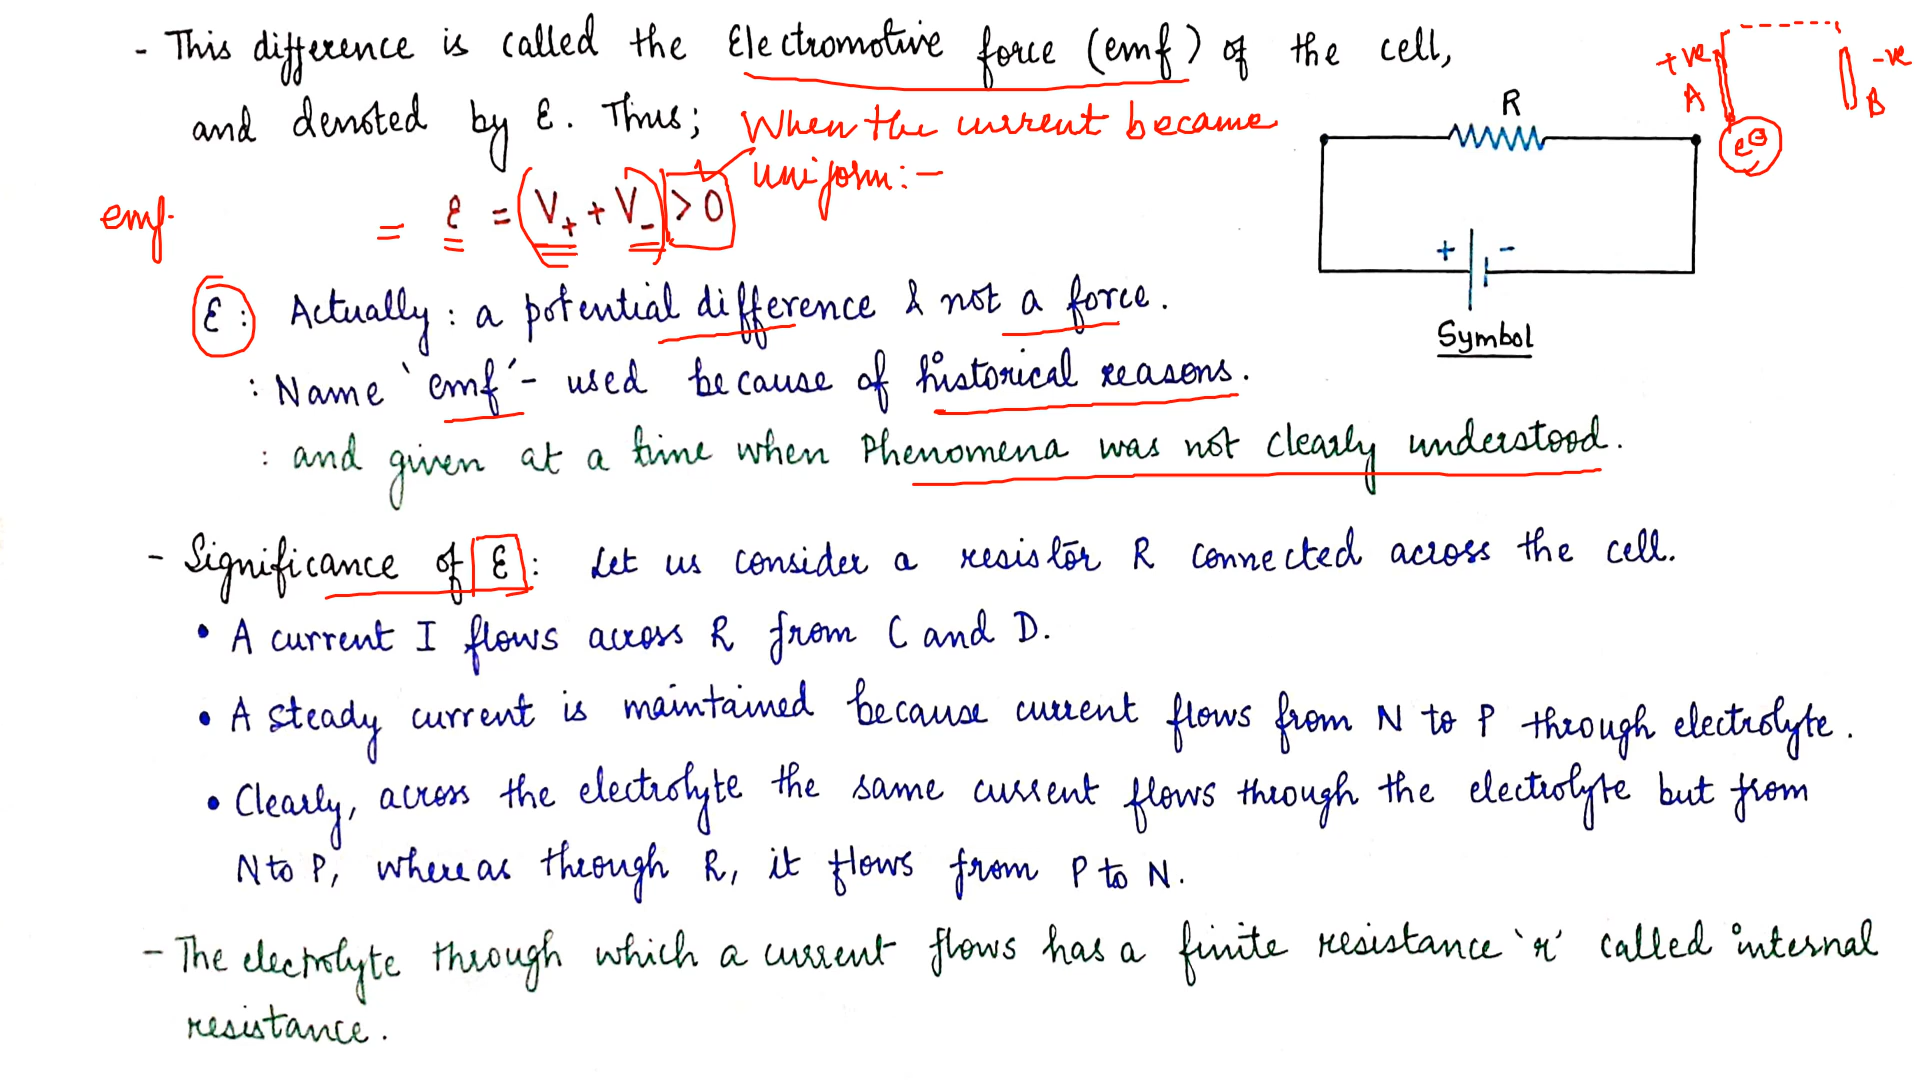 - This difference is called the Electromotive force (emf) of the cell,
and denoted by ε. Thus; When the current became
uniform:-
emf. = ε = (V₊ + V₋) > 0
ε : Actually : a potential difference & not a force.
: Name 'emf' - used because of historical reasons.
: and given at a time when Phenomena was not clearly understood.
+ve
A
e⊖
-ve
B
R
+ -
Symbol
- Significance of ε : Let us consider a resistor R connected across the cell.
• A current I flows across R from C and D.
• A steady current is maintained because current flows from N to P through electrolyte.
• Clearly, across the electrolyte the same current flows through the electrolyte but from
N to P, whereas through R, it flows from P to N.
- The electrolyte through which a current flows has a finite resistance 'r' called internal
resistance.